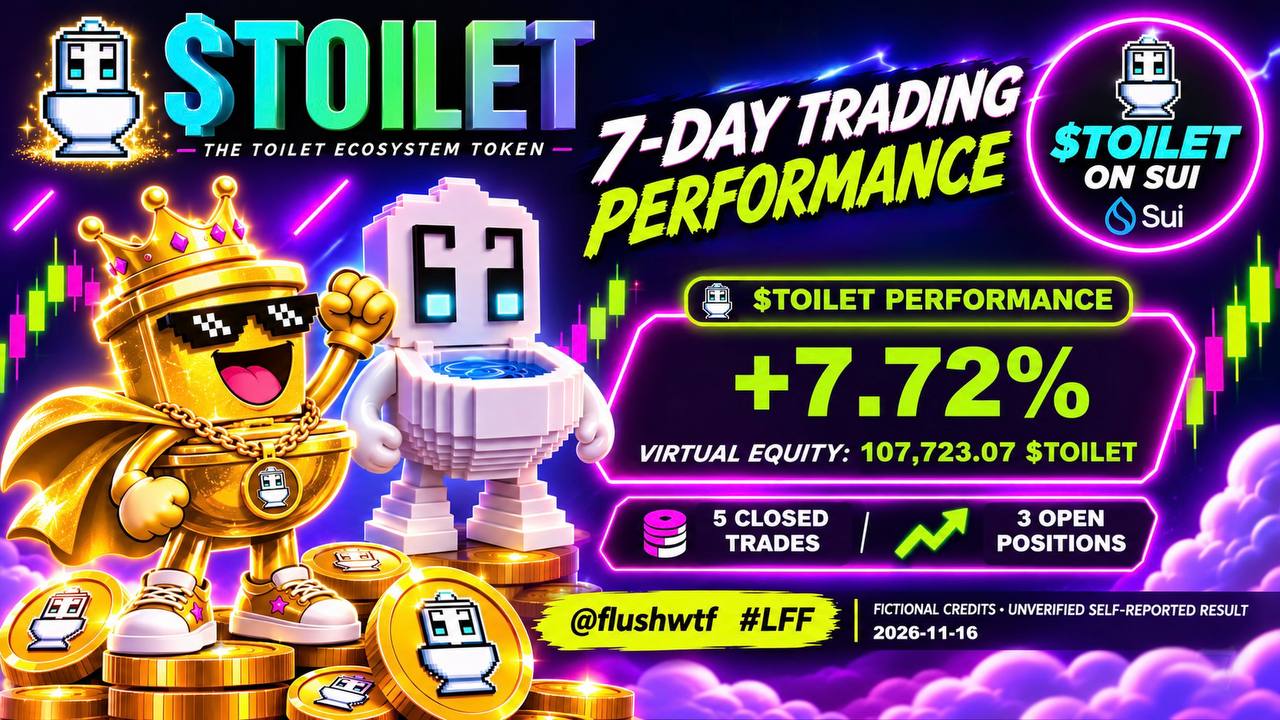 $TOILET
THE TOILET ECOSYSTEM TOKEN
7-DAY TRADING
PERFORMANCE
$TOILET
ON SUI
Sui
$TOILET PERFORMANCE
+7.72%
VIRTUAL EQUITY: 107,723.07 $TOILET
5 CLOSED
TRADES
3 OPEN
POSITIONS
@flushwtf #LFF
FICTIONAL CREDITS • UNVERIFIED SELF-REPORTED RESULT
2026-11-16